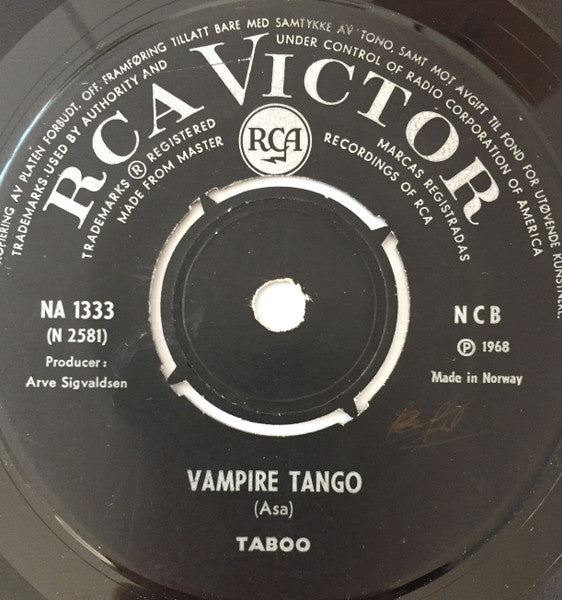 KOPIERING AV PLATEN FORBUDT. OFF. FRAMFØRING TILLATT BARE MED SAMTYKKE AV TONO, SAMT MOT AVGIFT TIL FOND FOR UTØVENDE KUNSTNERE.
TRADEMARKS USED BY AUTHORITY AND UNDER CONTROL OF RADIO CORPORATION OF AMERICA
RCA VICTOR
TRADEMARKS ® REGISTERED
MARCAS REGISTRADAS
MADE FROM MASTER
RECORDINGS OF RCA
RCA
NA 1333
(N 2581)
Producer :
Arve Sigvaldsen
NCB
Ⓟ 1968
Made in Norway
VAMPIRE TANGO
(Asa)
TABOO